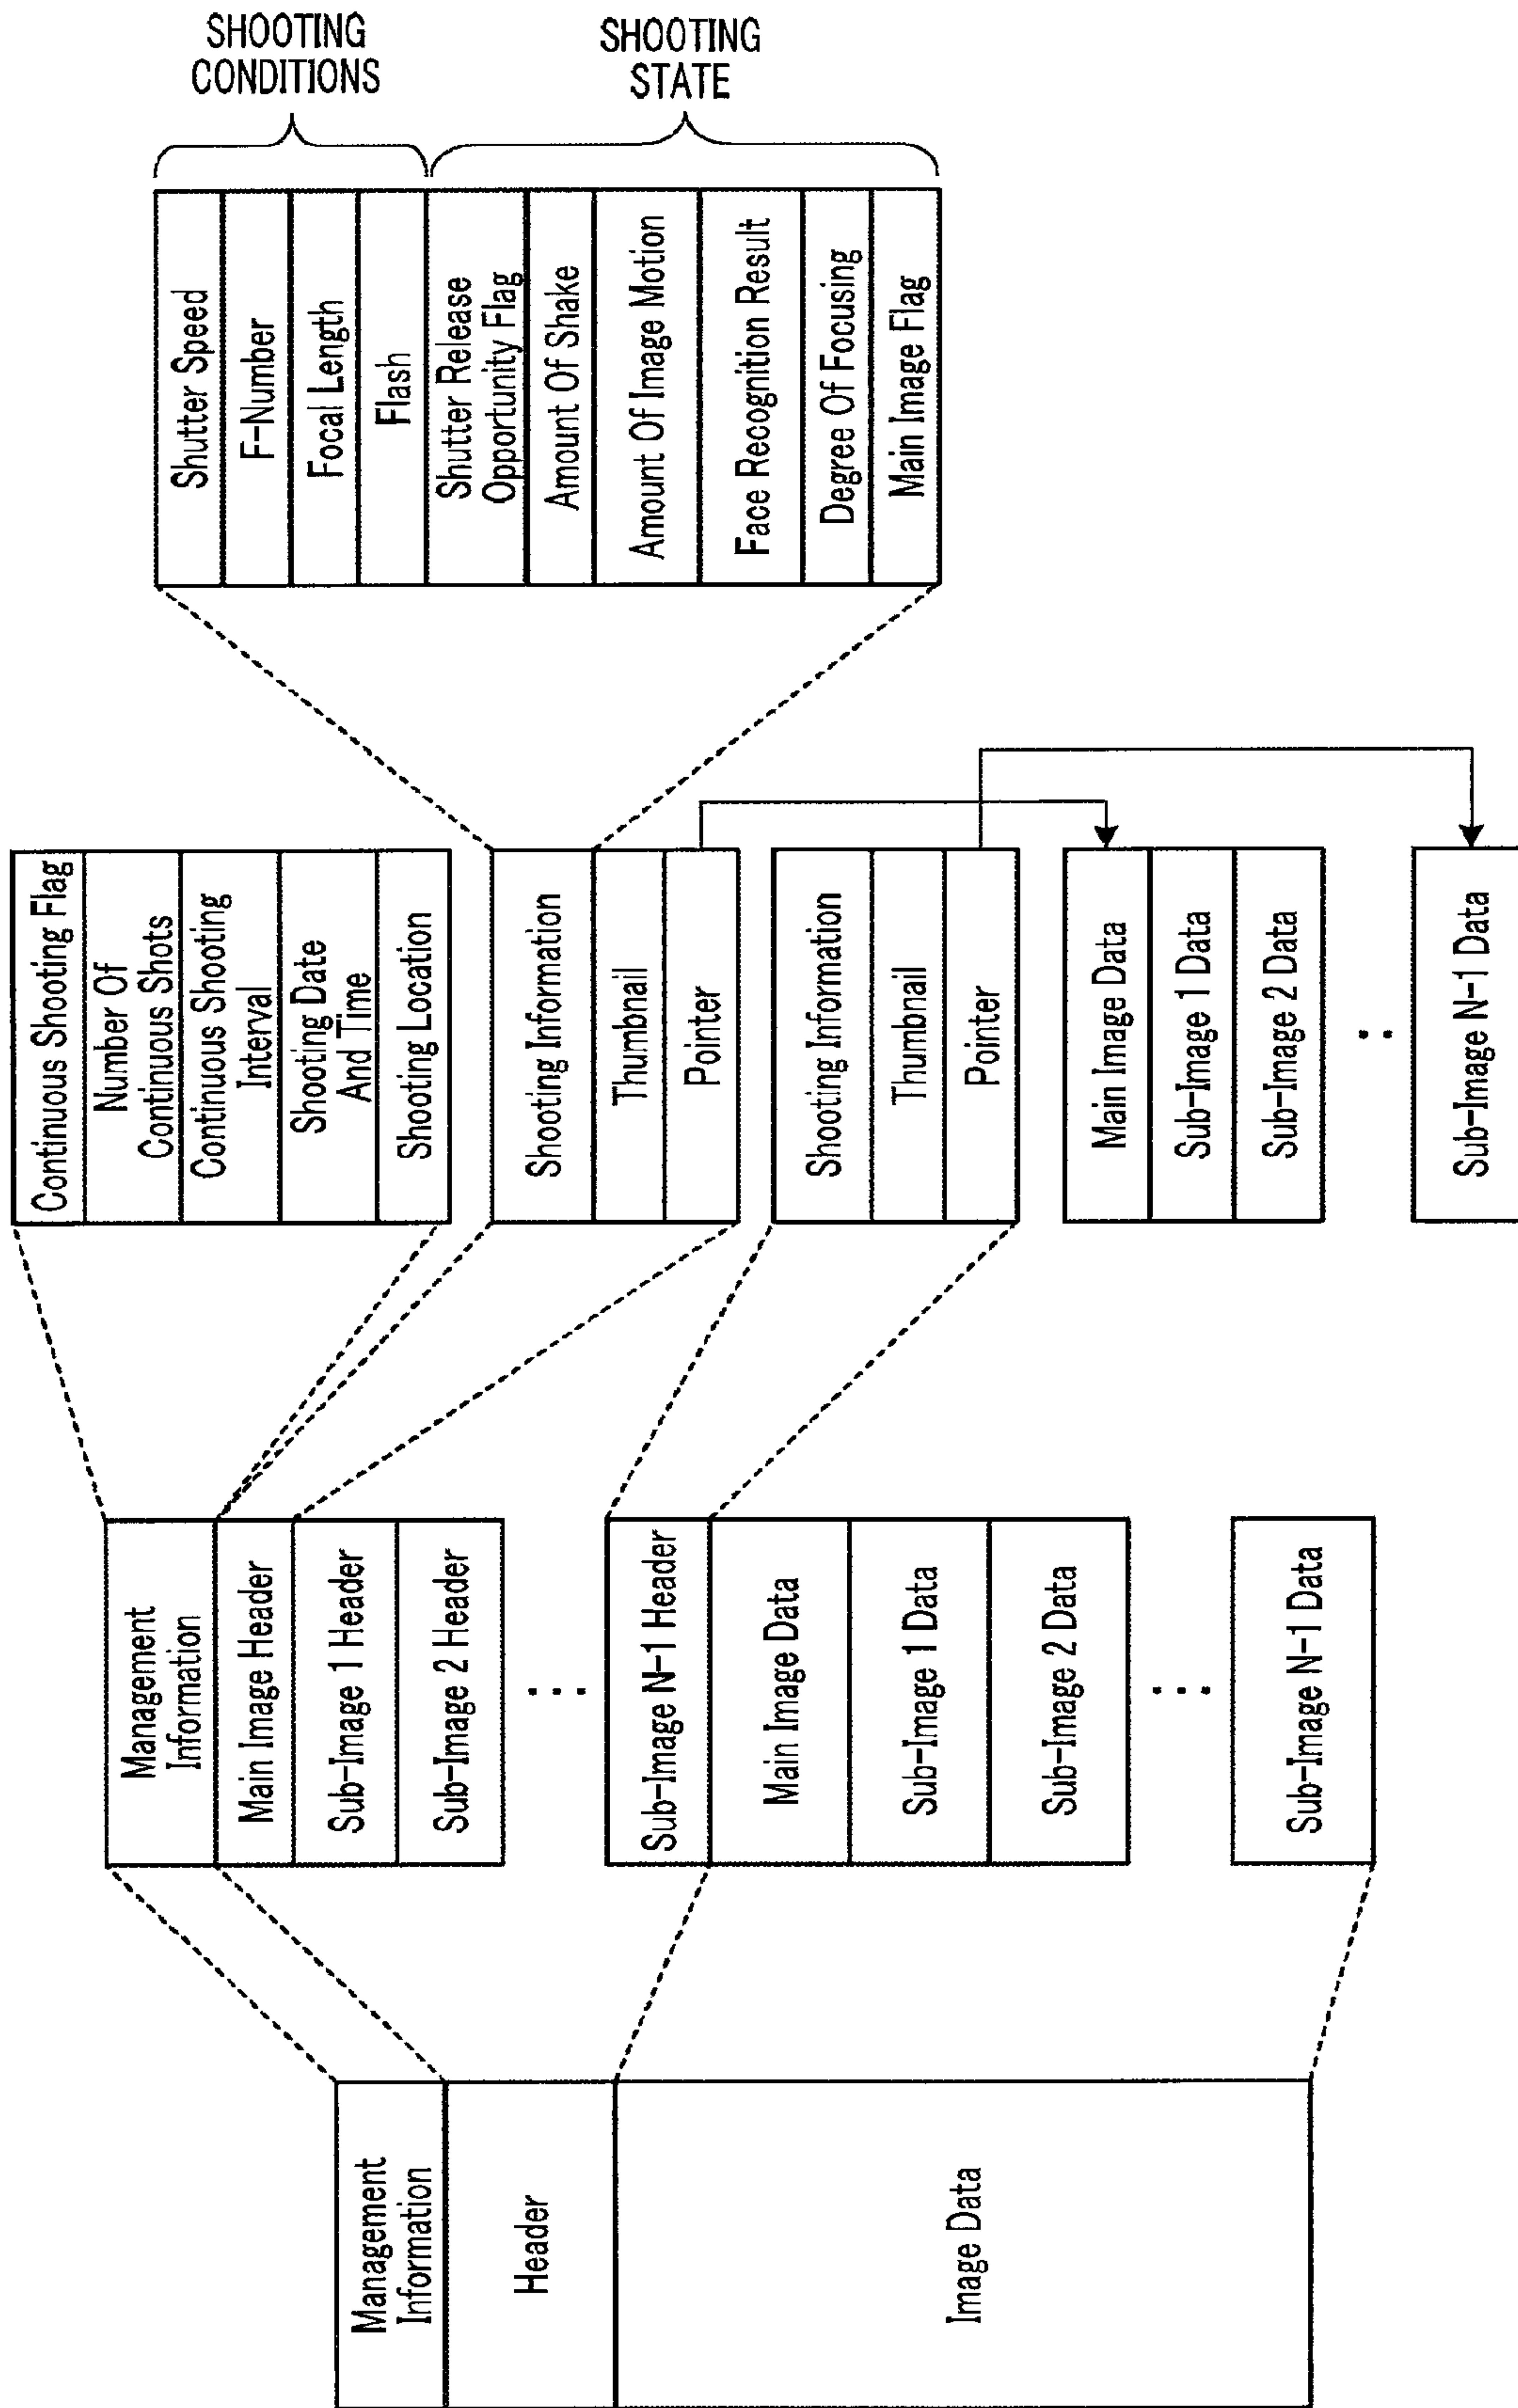 Management
Information
Header
Image Data
Management
Information
Main Image Header
Sub-Image 1 Header
Sub-Image 2 Header
Sub-Image N-1 Header
Main Image Data
Sub-Image 1 Data
Sub-Image 2 Data
Sub-Image N-1 Data
Continuous Shooting Flag
Number Of
Continuous Shots
Continuous Shooting
Interval
Shooting Date
And Time
Shooting Location
Shooting Information
Thumbnail
Pointer
Shooting Information
Thumbnail
Pointer
Main Image Data
Sub-Image 1 Data
Sub-Image 2 Data
Sub-Image N-1 Data
Shutter Speed
F-Number
Focal Length
Flash
Shutter Release
Opportunity Flag
Amount Of Shake
Amount Of Image Motion
Face Recognition Result
Degree Of Focusing
Main Image Flag
SHOOTING
CONDITIONS
SHOOTING
STATE